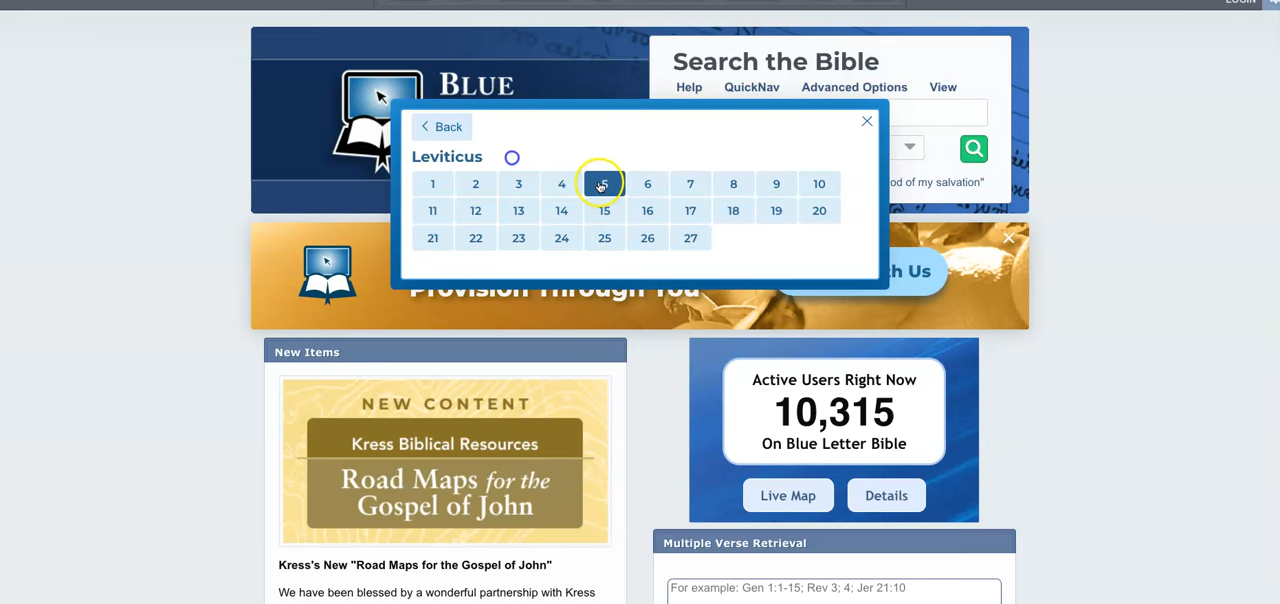 LOGIN
BLUE
Search the Bible
Help QuickNav Advanced Options View
Back
Leviticus
1 2 3 4 5 6 7 8 9 10
od of my salvation"
11 12 13 14 15 16 17 18 19 20
21 22 23 24 25 26 27
h Us
Provision Through You
New Items
NEW CONTENT
Kress Biblical Resources
Road Maps for the
Gospel of John
Active Users Right Now
10,315
On Blue Letter Bible
Live Map Details
Multiple Verse Retrieval
Kress's New "Road Maps for the Gospel of John"
We have been blessed by a wonderful partnership with Kress
For example: Gen 1:1-15; Rev 3; 4; Jer 21:10